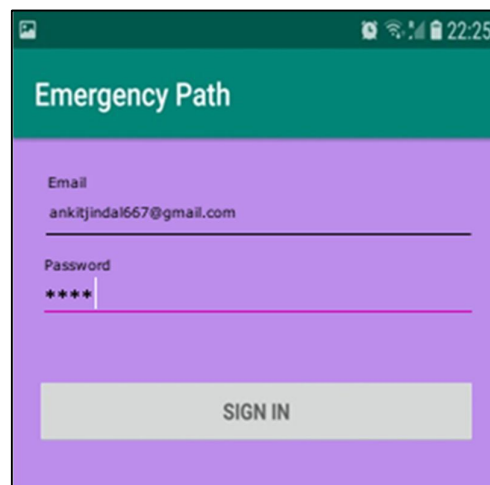 22:25
Emergency Path
Email
ankitjindal667@gmail.com
Password
****
SIGN IN